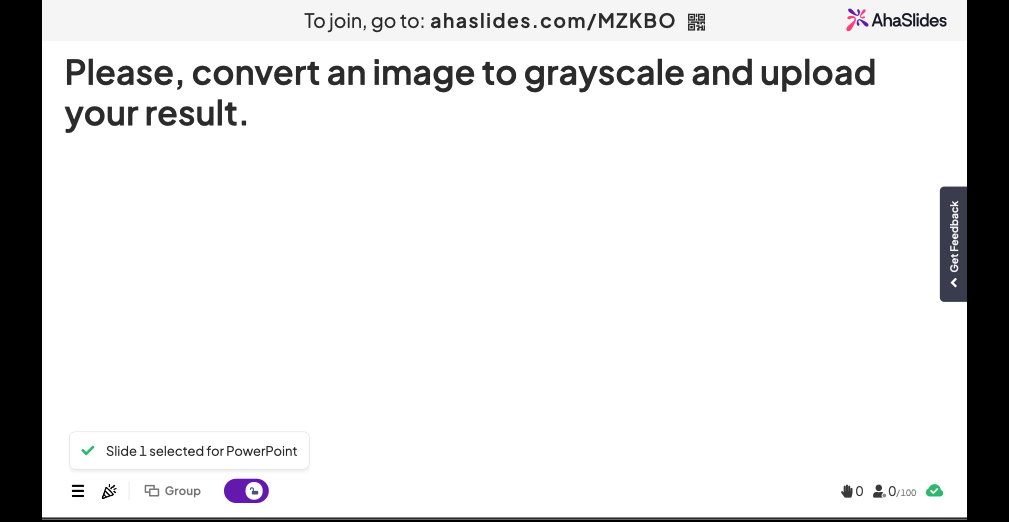 To join, go to: ahaslides.com/MZKBO
AhaSlides
Please, convert an image to grayscale and upload
your result.
Get Feedback
Slide 1 selected for PowerPoint
Group
0
0/100